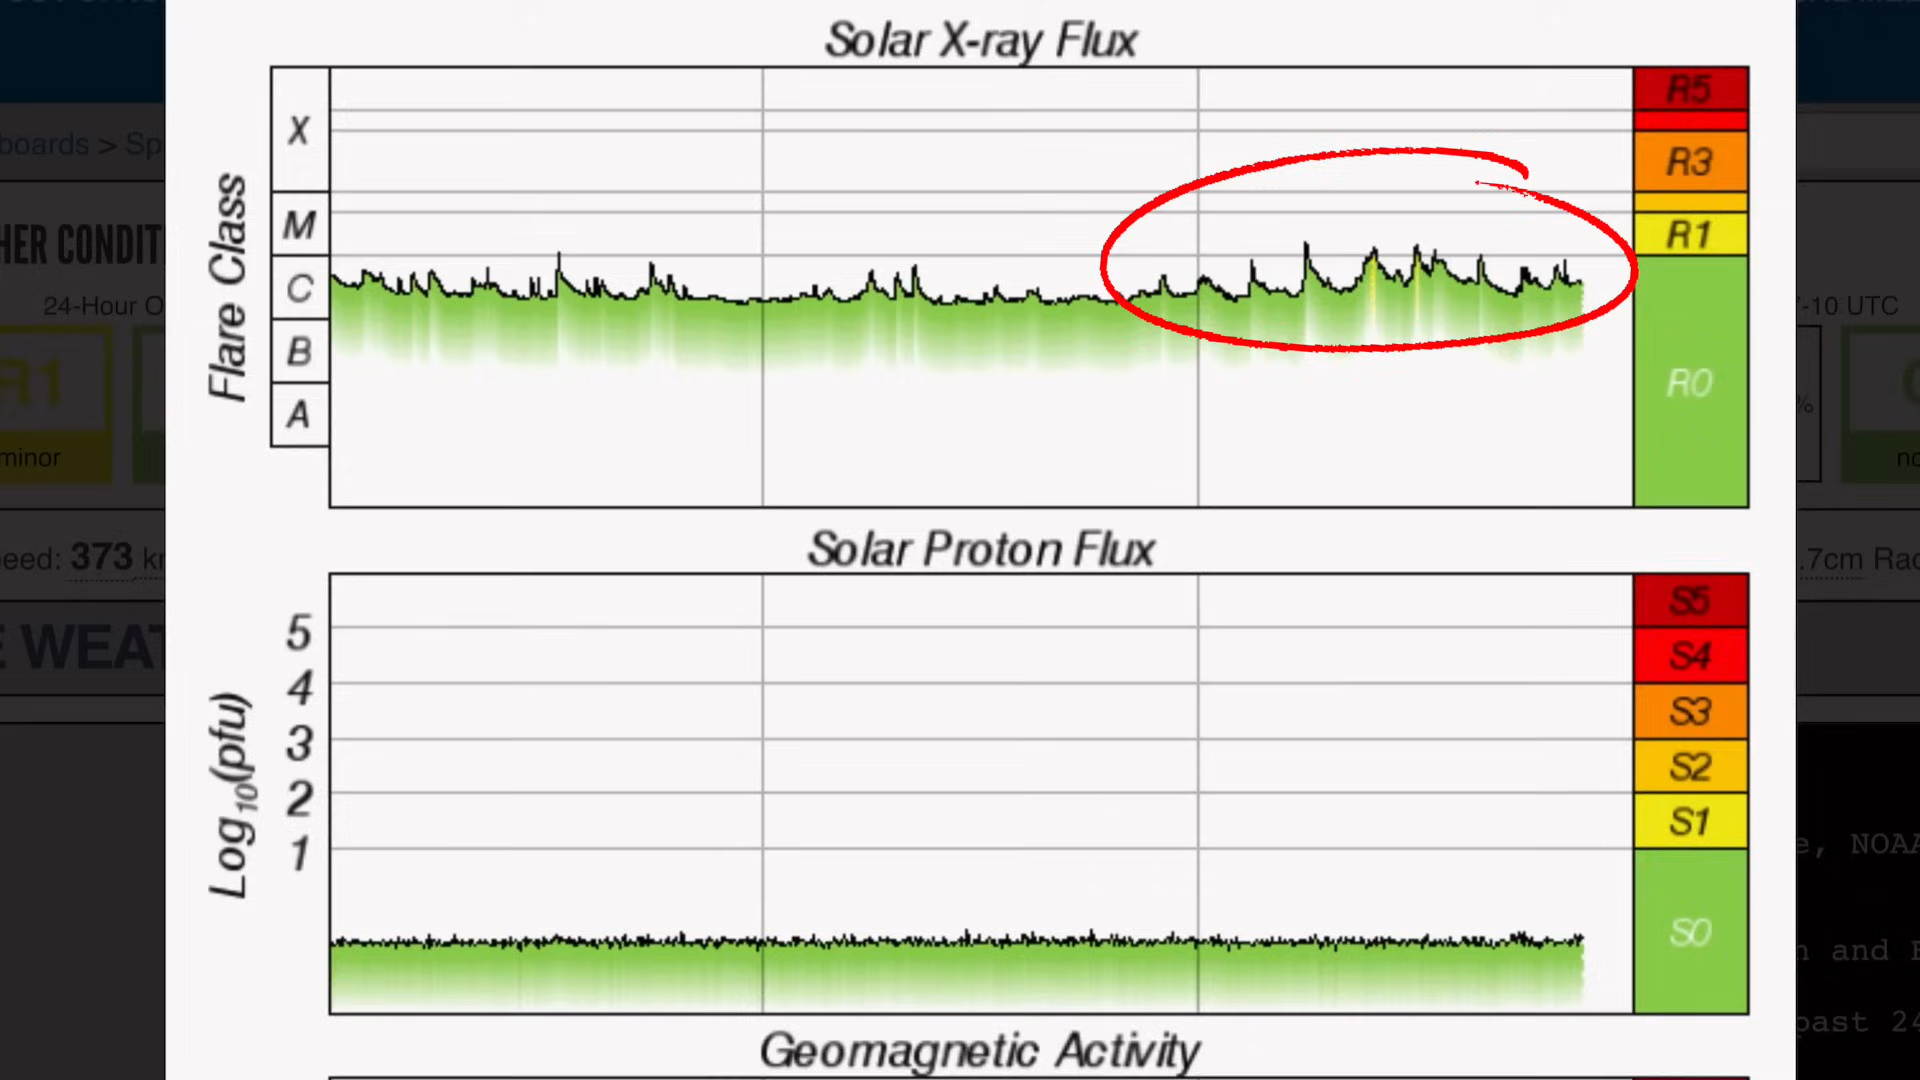 Solar X-ray Flux
Flare Class
X
M
C
B
A
R5
R3
R1
R0
boards > Sp
HER CONDIT
24-Hour O
R1
minor
eed: 373 k
E WEAT
-10 UTC
%
.7cm Rad
Solar Proton Flux
Log10(pfu)
5
4
3
2
1
S5
S4
S3
S2
S1
S0
e, NOAA
n and
past 24
Geomagnetic Activity